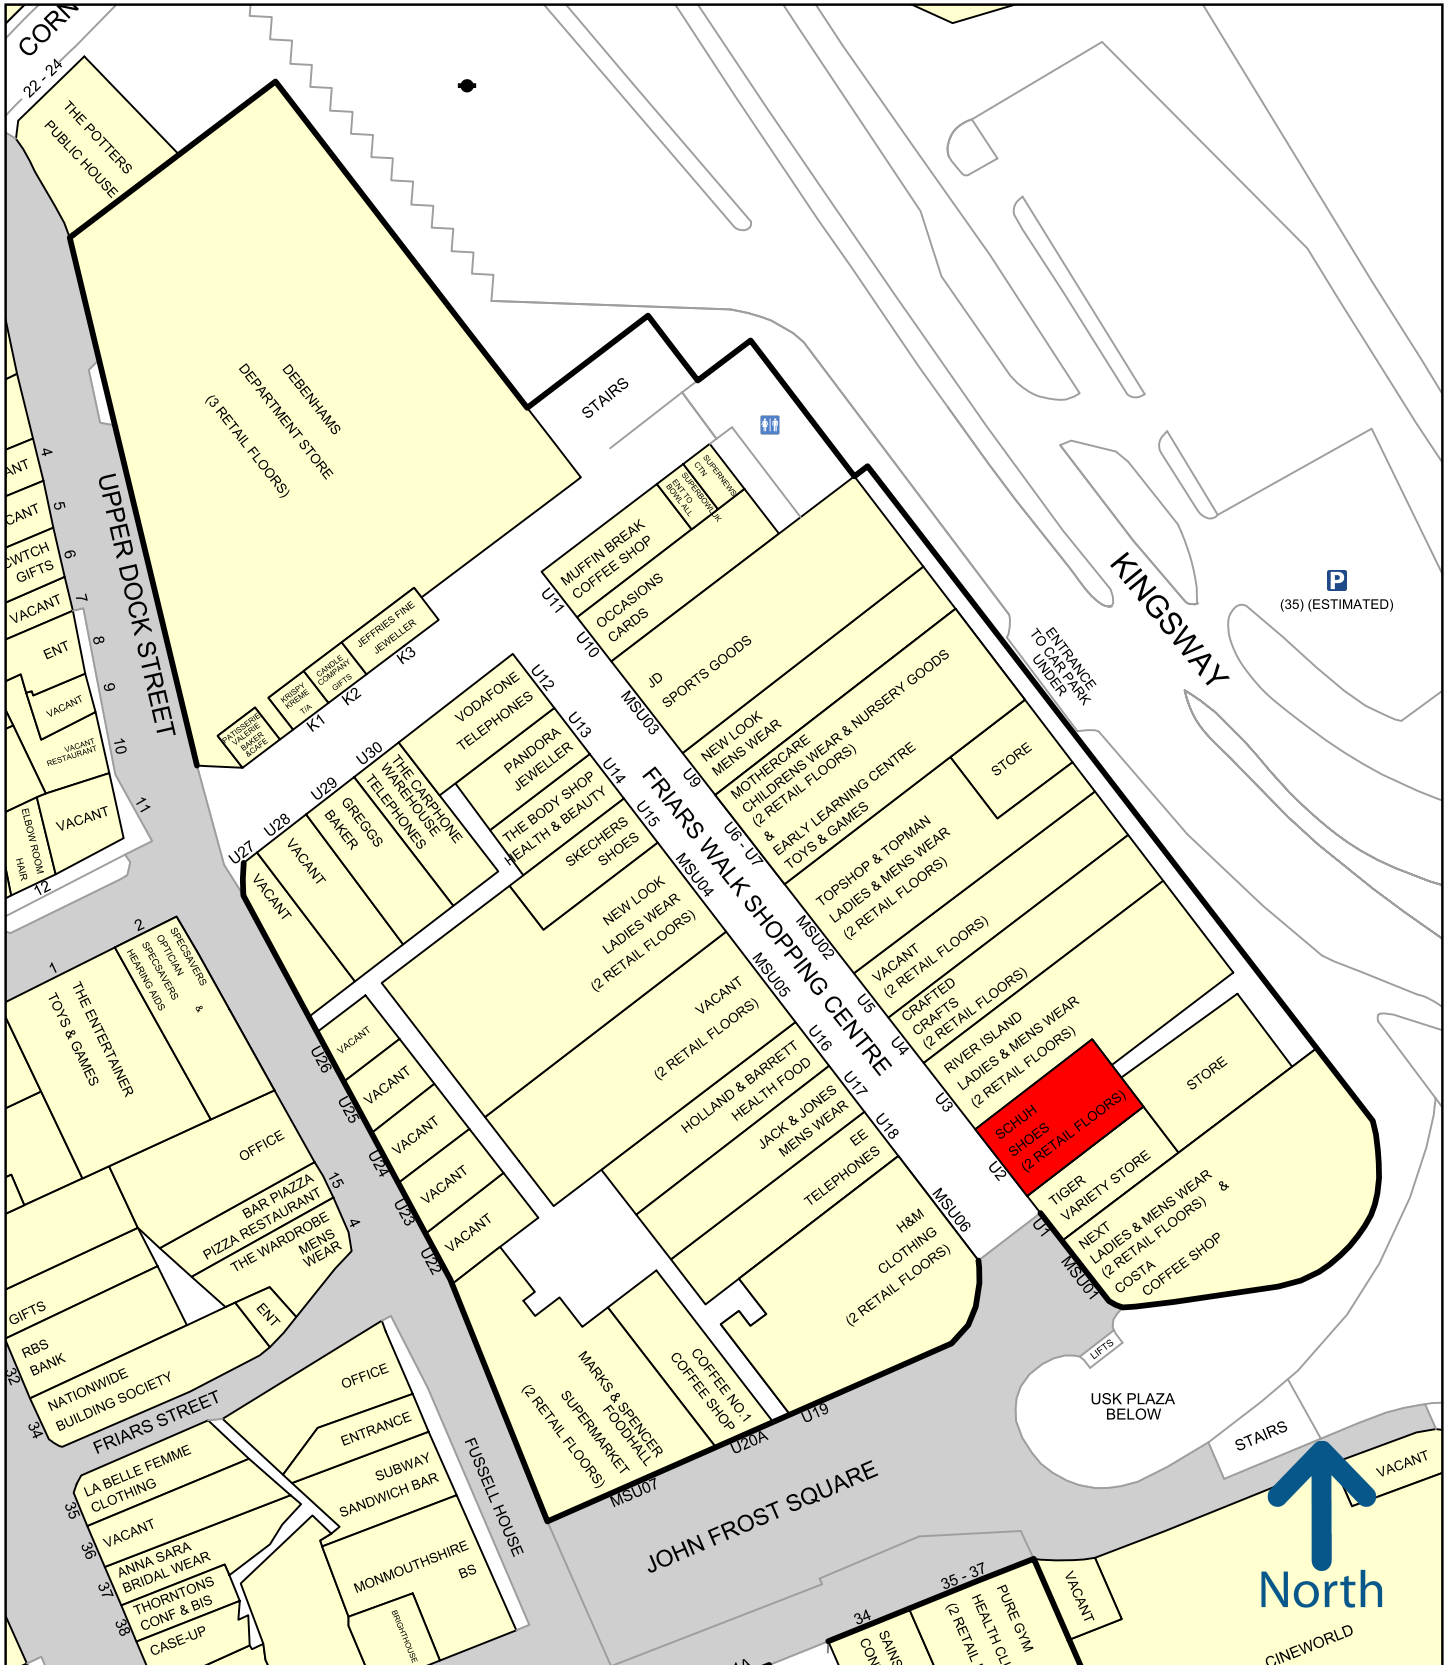 CORN
22 - 24
THE POTTERS
PUBLIC HOUSE
DEBENHAMS
DEPARTMENT STORE
(3 RETAIL FLOORS)
STAIRS
UPPER DOCK STREET
4
5
6
7
8
9
10
11
12
ANT
CANT
CWTCH
GIFTS
VACANT
ENT
VACANT
VACANT
RESTAURANT
VACANT
ELBOW ROOM
HAIR
PATISSERIE
VALERIE
BAKER
&CAFE
KRISPY
KREME
T/A
CANDLE
COMPANY
GIFTS
JEFFRIES FINE
JEWELLER
K1
K2
K3
MUFFIN BREAK
COFFEE SHOP
ENT TO
BOWL ALL
SUPERBOWLUK
CTN
SUPERNEWS
U11
OCCASIONS
CARDS
U10
JD
SPORTS GOODS
MSU03
NEW LOOK
MENS WEAR
U9
MOTHERCARE
CHILDRENS WEAR & NURSERY GOODS
(2 RETAIL FLOORS)
&
EARLY LEARNING CENTRE
TOYS & GAMES
U6 - U7
STORE
TOPSHOP & TOPMAN
LADIES & MENS WEAR
(2 RETAIL FLOORS)
MSU02
VACANT
(2 RETAIL FLOORS)
U5
CRAFTED
CRAFTS
(2 RETAIL FLOORS)
U4
RIVER ISLAND
LADIES & MENS WEAR
(2 RETAIL FLOORS)
U3
SCHUH
SHOES
(2 RETAIL FLOORS)
U2
STORE
TIGER
VARIETY STORE
U1
NEXT
LADIES & MENS WEAR
(2 RETAIL FLOORS)
&
COSTA
COFFEE SHOP
MSU01
KINGSWAY
P
(35) (ESTIMATED)
ENTRANCE
TO CAR PARK
UNDER
FRIARS WALK SHOPPING CENTRE
VODAFONE
TELEPHONES
U12
PANDORA
JEWELLER
U13
THE BODY SHOP
HEALTH & BEAUTY
U14
SKECHERS
SHOES
U15
NEW LOOK
LADIES WEAR
(2 RETAIL FLOORS)
MSU04
VACANT
(2 RETAIL FLOORS)
MSU05
HOLLAND & BARRETT
HEALTH FOOD
U16
JACK & JONES
MENS WEAR
U17
EE
TELEPHONES
U18
H&M
CLOTHING
(2 RETAIL FLOORS)
MSU06
U30
THE CARPHONE
WAREHOUSE
TELEPHONES
U29
GREGGS
BAKER
U28
VACANT
U27
VACANT
U26
VACANT
U25
VACANT
U24
VACANT
U23
VACANT
U22
VACANT
MARKS & SPENCER
FOODHALL
SUPERMARKET
(2 RETAIL FLOORS)
MSU07
COFFEE NO.1
COFFEE SHOP
U20A
U19
1
2
THE ENTERTAINER
TOYS & GAMES
SPECSAVERS
OPTICIAN
&
SPECSAVERS
HEARING AIDS
OFFICE
15
BAR PIAZZA
PIZZA RESTAURANT
4
THE WARDROBE
MENS
WEAR
ENT
GIFTS
RBS
BANK
32
NATIONWIDE
BUILDING SOCIETY
34
FRIARS STREET
LA BELLE FEMME
CLOTHING
35
VACANT
36
ANNA SARA
BRIDAL WEAR
37
THORNTONS
CONF & BIS
38
CASE-UP
OFFICE
ENTRANCE
SUBWAY
SANDWICH BAR
MONMOUTHSHIRE
BS
BRIGHTHOUSE
FUSSELL HOUSE
JOHN FROST SQUARE
LIFTS
USK PLAZA
BELOW
STAIRS
VACANT
North
34
35 - 37
SAINS
CON
PURE GYM
HEALTH CLU
(2 RETAIL
VACANT
CINEWORLD